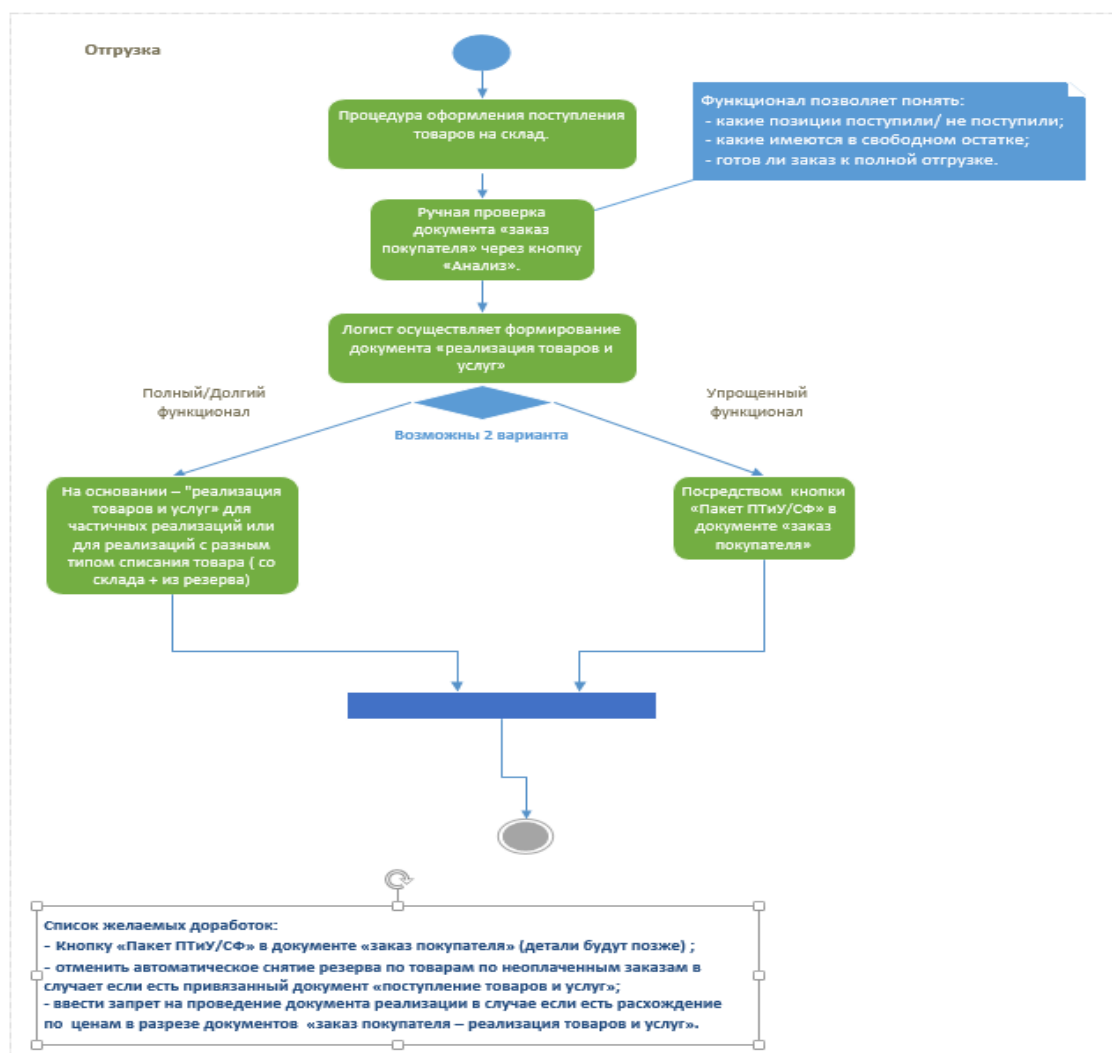 Отгрузка
Процедура оформления поступления
товаров на склад.
Функционал позволяет понять:
- какие позиции поступили/ не поступили;
- какие имеются в свободном остатке;
- готов ли заказ к полной отгрузке.
Ручная проверка
документа «заказ
покупателя» через кнопку
«Анализ».
Логист осуществляет формирование
документа «реализация товаров и
услуг»
Полный/Долгий
функционал
Упрощенный
функционал
Возможны 2 варианта
На основании – "реализация
товаров и услуг» для
частичных реализаций или
для реализаций с разным
типом списания товара ( со
склада + из резерва)
Посредством кнопки
«Пакет ПТиУ/СФ» в
документе «заказ
покупателя»
Список желаемых доработок:
- Кнопку «Пакет ПТиУ/СФ» в документе «заказ покупателя» (детали будут позже) ;
- отменить автоматическое снятие резерва по товарам по неоплаченным заказам в
случает если есть привязанный документ «поступление товаров и услуг»;
- ввести запрет на проведение документа реализации в случае если есть расхождение
по ценам в разрезе документов «заказ покупателя – реализация товаров и услуг».